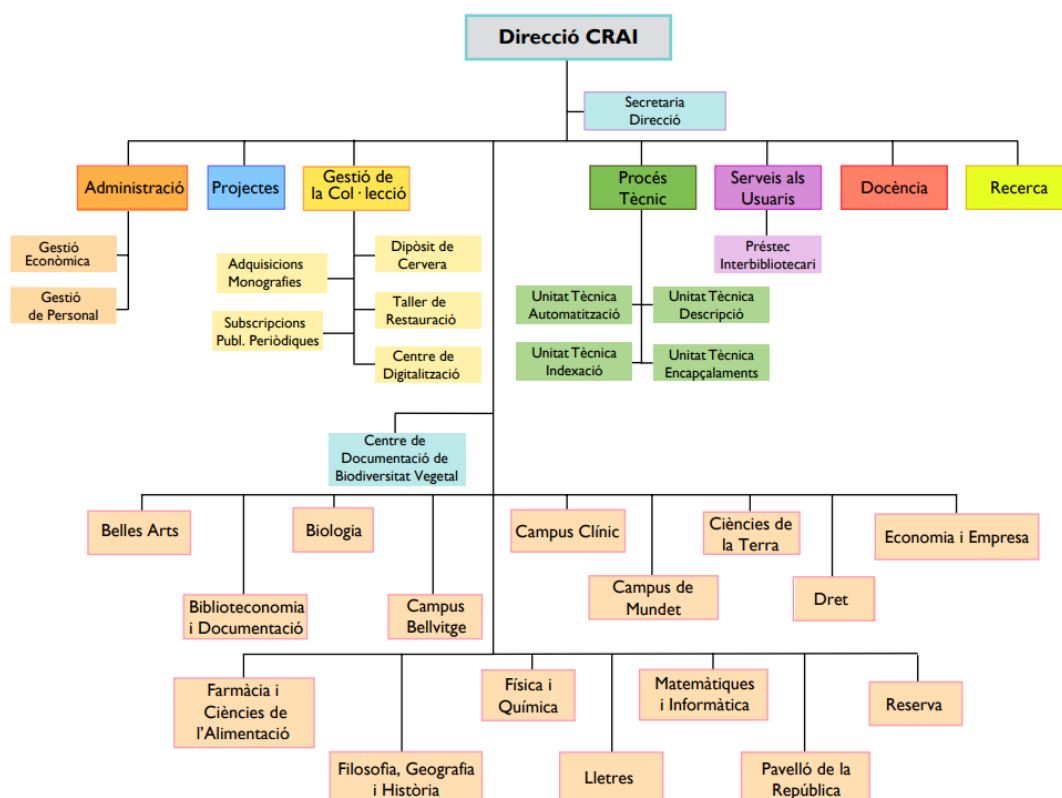 Direcció CRAI
Secretaria
Direcció
Administració
Projectes
Gestió de
la Col·lecció
Procés
Tècnic
Serveis als
Usuaris
Docència
Recerca
Gestió
Econòmica
Gestió
de Personal
Adquisicions
Monografies
Subscripcions
Publ. Periòdiques
Dipòsit de
Cervera
Taller de
Restauració
Centre de
Digitalització
Préstec
Interbibliotecari
Unitat Tècnica
Automatització
Unitat Tècnica
Descripció
Unitat Tècnica
Indexació
Unitat Tècnica
Encapçalaments
Centre de
Documentació de
Biodiversitat Vegetal
Belles Arts
Biologia
Campus Clínic
Ciències de
la Terra
Economia i Empresa
Biblioteconomia
i Documentació
Campus
Bellvitge
Campus de
Mundet
Dret
Farmàcia i
Ciències de
l'Alimentació
Física i
Química
Matemàtiques
i Informàtica
Reserva
Filosofia, Geografia
i Història
Lletres
Pavelló de la
República